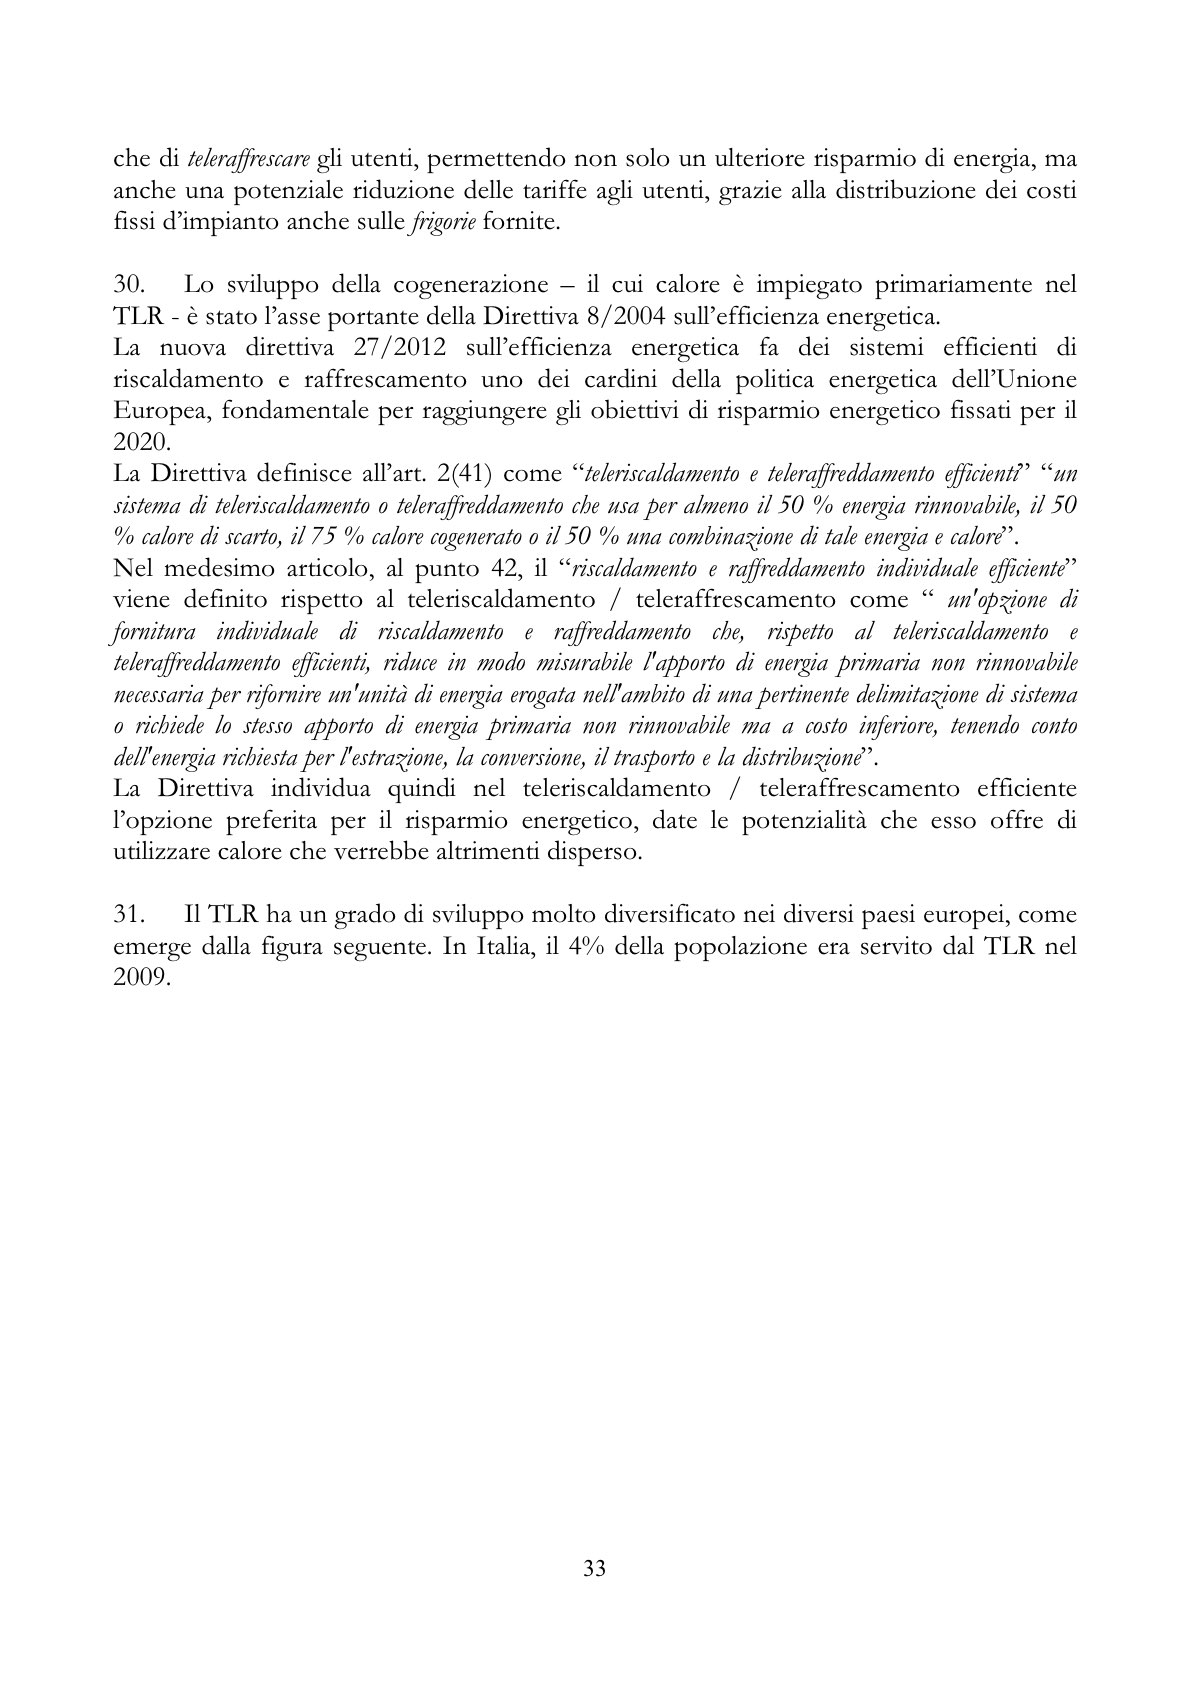 che di teleraffrescare gli utenti, permettendo non solo un ulteriore risparmio di energia, ma
anche una potenziale riduzione delle tariffe agli utenti, grazie alla distribuzione dei costi
fissi d’impianto anche sulle frigorie fornite.
30. Lo sviluppo della cogenerazione – il cui calore è impiegato primariamente nel
TLR - è stato l’asse portante della Direttiva 8/2004 sull’efficienza energetica.
La nuova direttiva 27/2012 sull’efficienza energetica fa dei sistemi efficienti di
riscaldamento e raffrescamento uno dei cardini della politica energetica dell’Unione
Europea, fondamentale per raggiungere gli obiettivi di risparmio energetico fissati per il
2020.
La Direttiva definisce all’art. 2(41) come “teleriscaldamento e teleraffreddamento efficienti” “un
sistema di teleriscaldamento o teleraffreddamento che usa per almeno il 50 % energia rinnovabile, il 50
% calore di scarto, il 75 % calore cogenerato o il 50 % una combinazione di tale energia e calore”.
Nel medesimo articolo, al punto 42, il “riscaldamento e raffreddamento individuale efficiente”
viene definito rispetto al teleriscaldamento / teleraffrescamento come “ un'opzione di
fornitura individuale di riscaldamento e raffreddamento che, rispetto al teleriscaldamento e
teleraffreddamento efficienti, riduce in modo misurabile l'apporto di energia primaria non rinnovabile
necessaria per rifornire un'unità di energia erogata nell'ambito di una pertinente delimitazione di sistema
o richiede lo stesso apporto di energia primaria non rinnovabile ma a costo inferiore, tenendo conto
dell'energia richiesta per l'estrazione, la conversione, il trasporto e la distribuzione”.
La Direttiva individua quindi nel teleriscaldamento / teleraffrescamento efficiente
l’opzione preferita per il risparmio energetico, date le potenzialità che esso offre di
utilizzare calore che verrebbe altrimenti disperso.
31. Il TLR ha un grado di sviluppo molto diversificato nei diversi paesi europei, come
emerge dalla figura seguente. In Italia, il 4% della popolazione era servito dal TLR nel
2009.
33